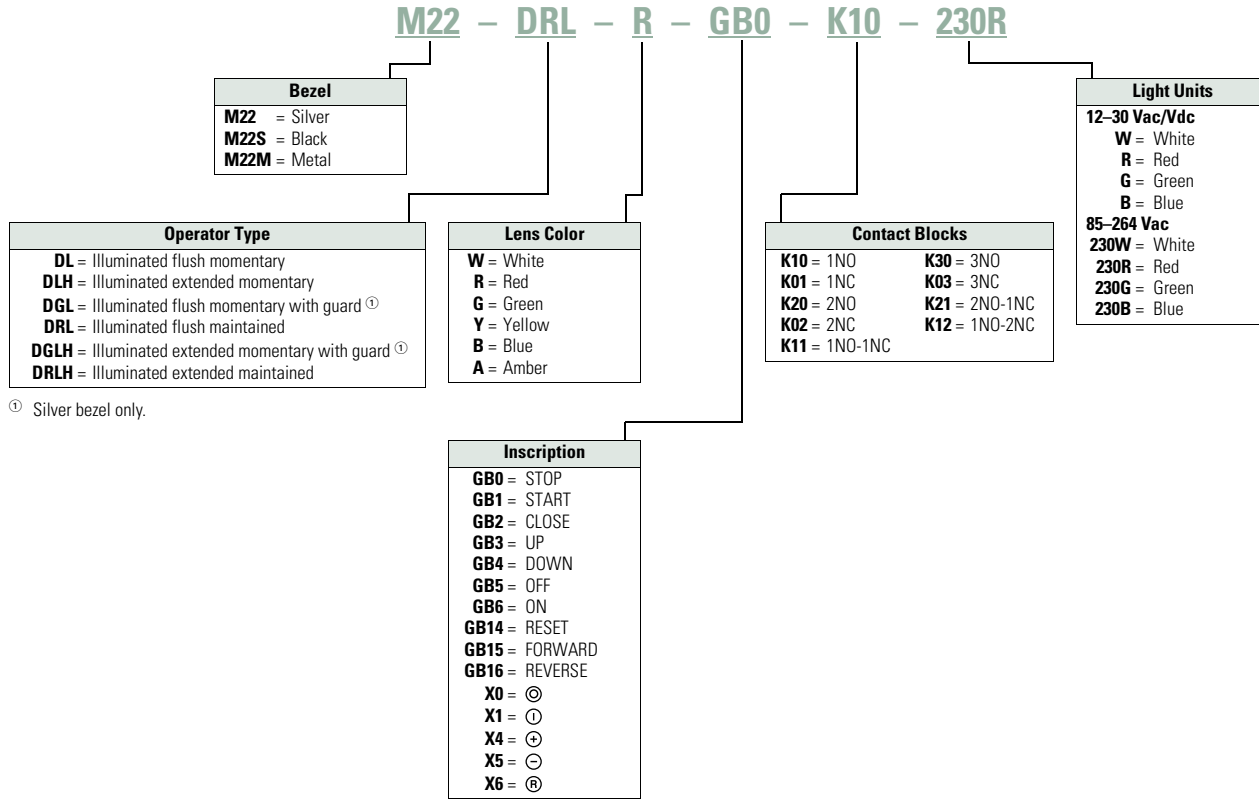 M22 – DRL – R – GB0 – K10 – 230R
Bezel
M22 = Silver
M22S = Black
M22M = Metal
Light Units
12–30 Vac/Vdc
W = White
R = Red
G = Green
B = Blue
85–264 Vac
230W = White
230R = Red
230G = Green
230B = Blue
Operator Type
DL = Illuminated flush momentary
DLH = Illuminated extended momentary
DGL = Illuminated flush momentary with guard ①
DRL = Illuminated flush maintained
DGLH = Illuminated extended momentary with guard ①
DRLH = Illuminated extended maintained
① Silver bezel only.
Lens Color
W = White
R = Red
G = Green
Y = Yellow
B = Blue
A = Amber
Contact Blocks
K10 = 1NO K30 = 3NO
K01 = 1NC K03 = 3NC
K20 = 2NO K21 = 2NO-1NC
K02 = 2NC K12 = 1NO-2NC
K11 = 1NO-1NC
Inscription
GB0 = STOP
GB1 = START
GB2 = CLOSE
GB3 = UP
GB4 = DOWN
GB5 = OFF
GB6 = ON
GB14 = RESET
GB15 = FORWARD
GB16 = REVERSE
X0 = ⓞ
X1 = Ⓘ
X4 = ⊕
X5 = ⊖
X6 = Ⓡ